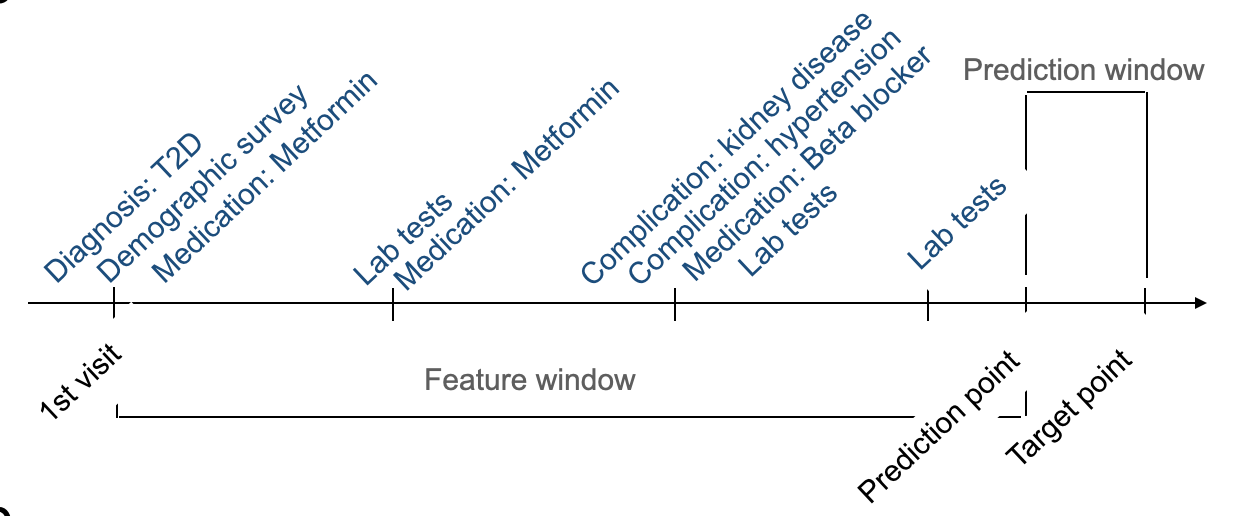 Diagnosis: T2D
Demographic survey
Medication: Metformin
Lab tests
Medication: Metformin
Complication: kidney disease
Complication: hypertension
Medication: Beta blocker
Lab tests
Lab tests
Prediction window
1st visit
Feature window
Prediction point
Target point